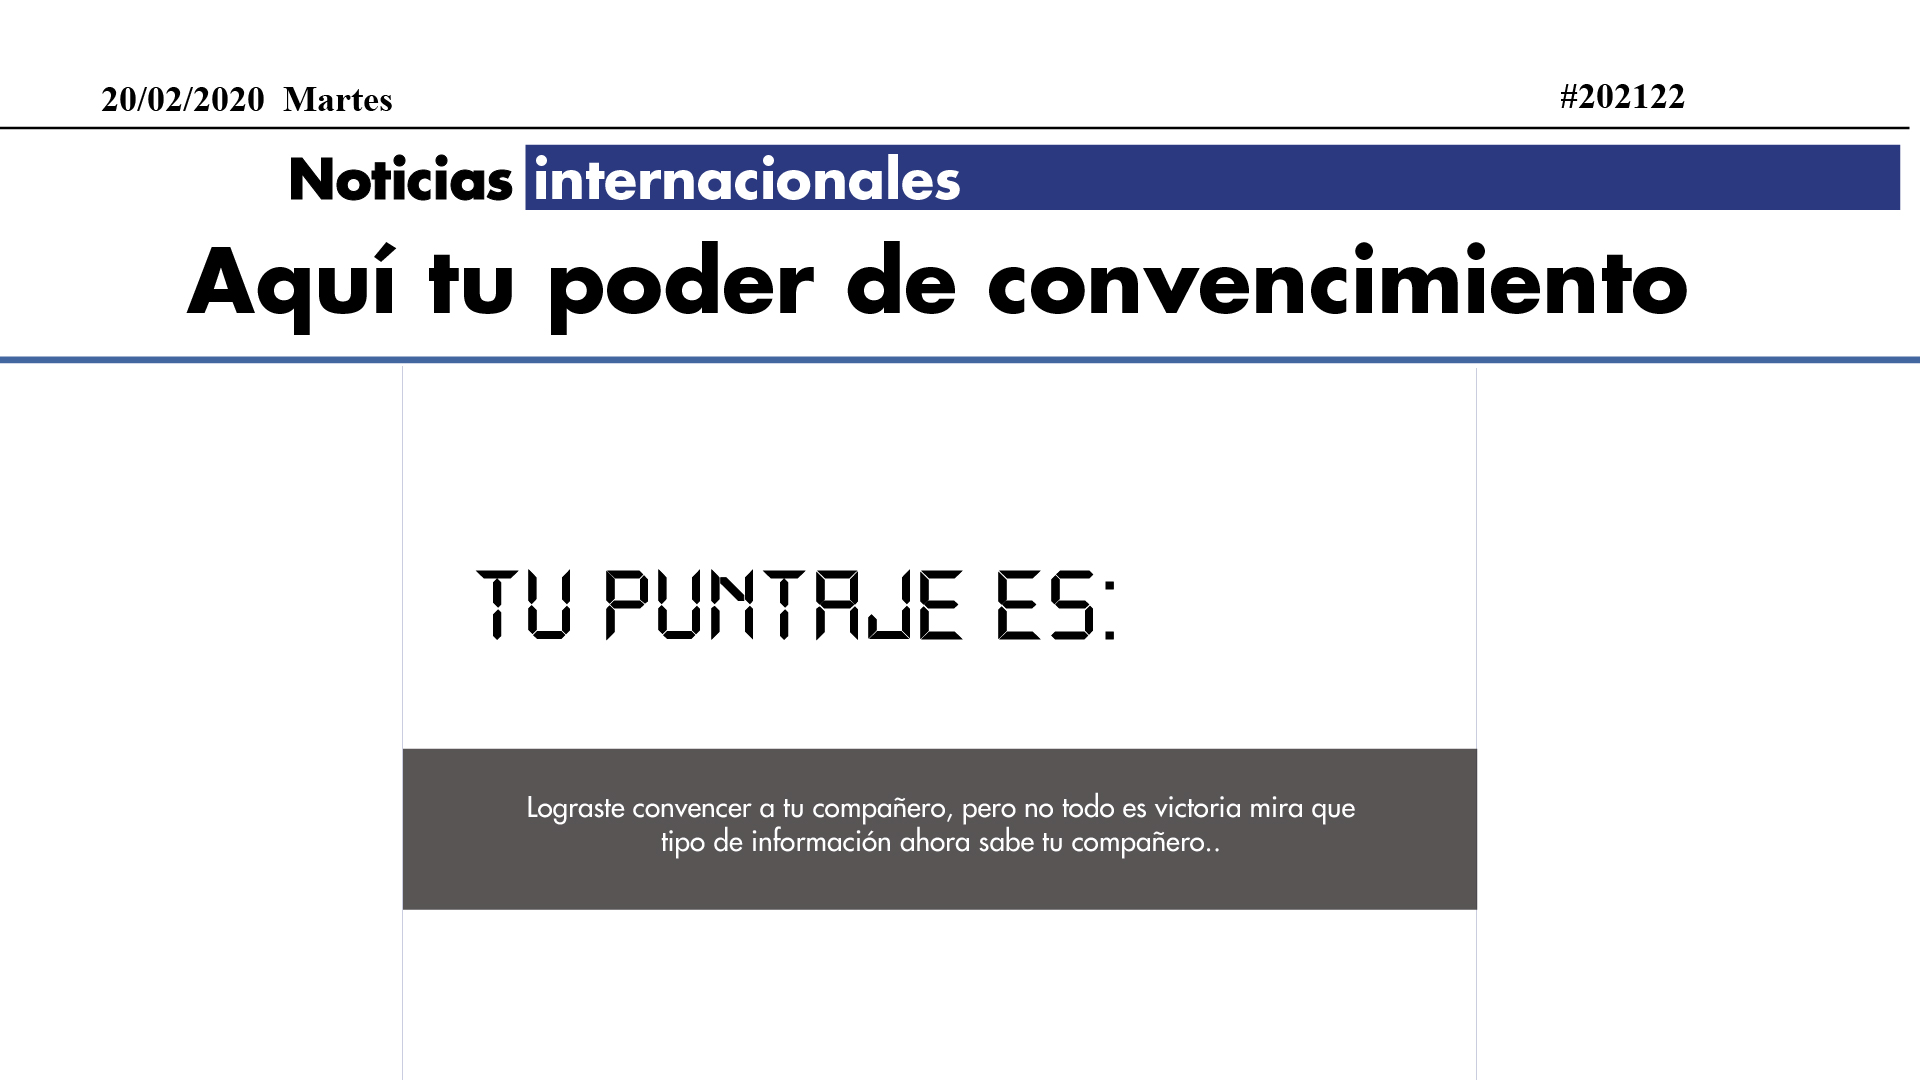 20/02/2020 Martes
#202122
Noticias internacionales
Aquí tu poder de convencimiento
TU PUNTAJE ES:
Lograste convencer a tu compañero, pero no todo es victoria mira que
tipo de información ahora sabe tu compañero..